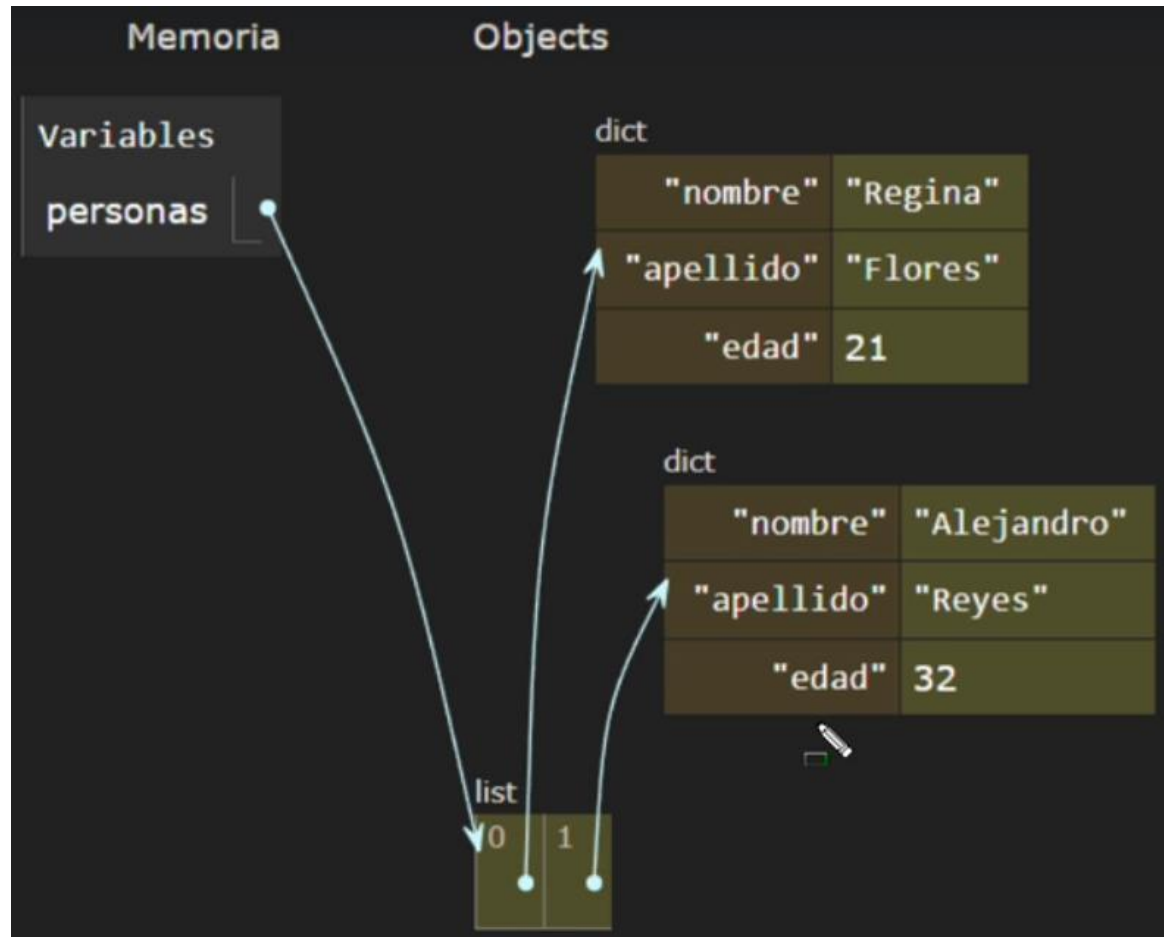 Memoria Objects
Variables
personas
dict
"nombre" "Regina"
"apellido" "Flores"
"edad" 21
dict
"nombre" "Alejandro"
"apellido" "Reyes"
"edad" 32
list
0 1